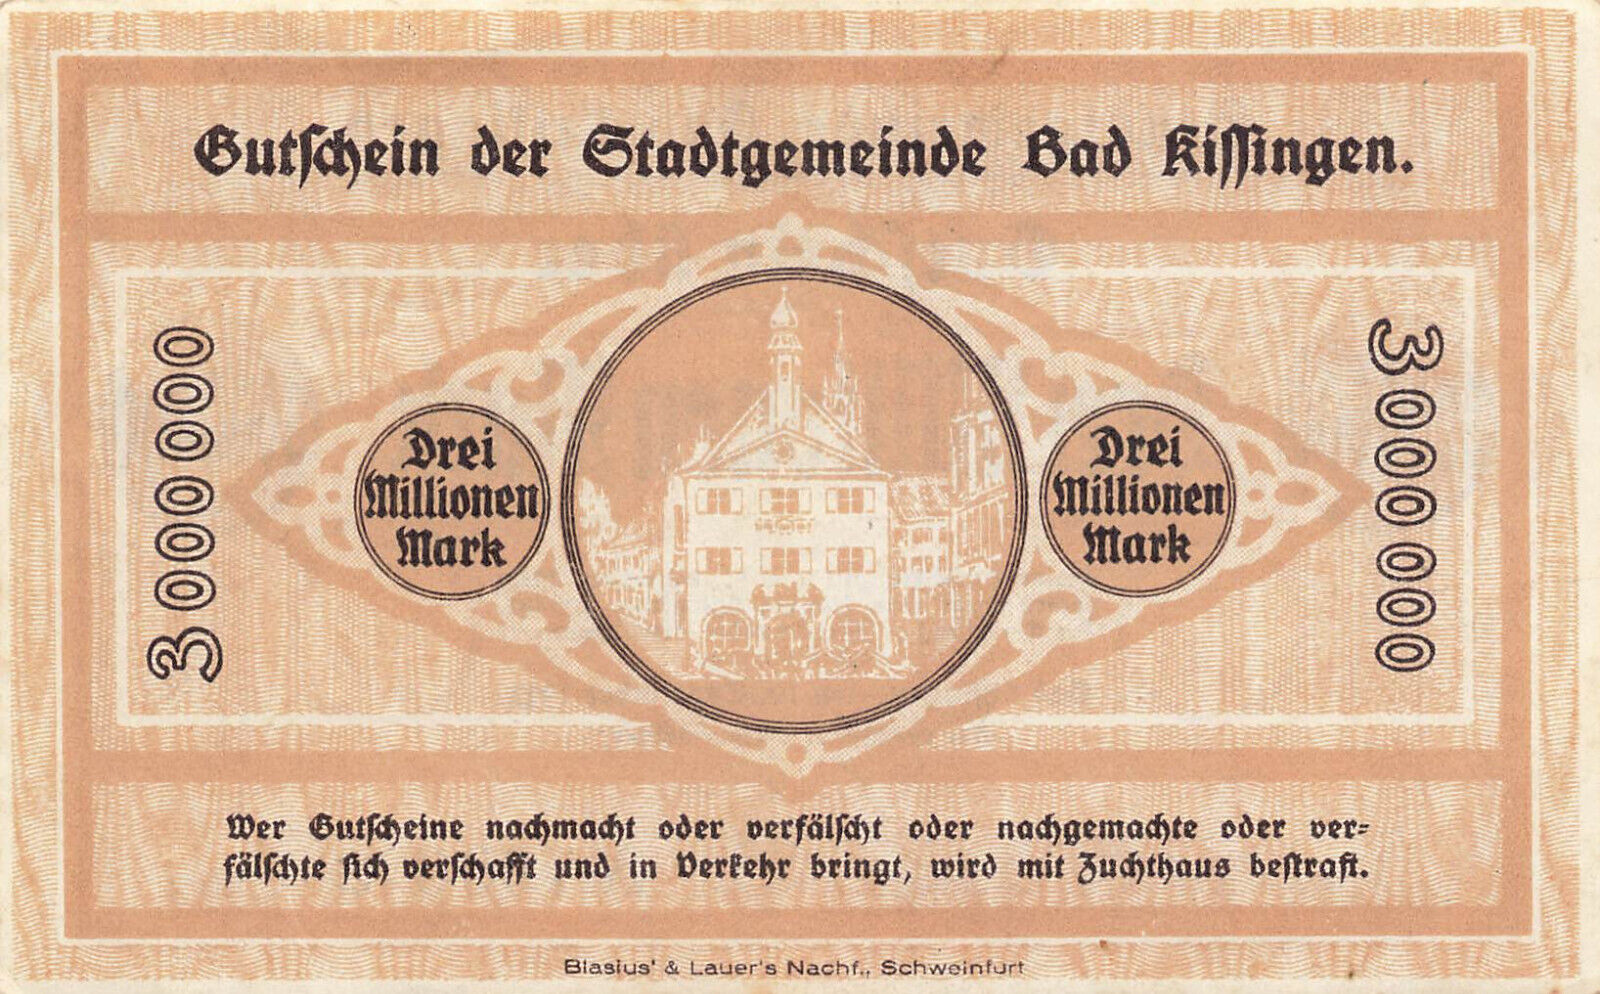 Gutschein der Stadtgemeinde Bad Kissingen.
3000000
Drei
Millionen
Mark
Drei
Millionen
Mark
3000000
Wer Gutscheine nachmacht oder verfälscht oder nachgemachte oder ver=
fälschte sich verschafft und in Verkehr bringt, wird mit Zuchthaus bestraft.
Blasius' & Lauer's Nachf., Schweinfurt